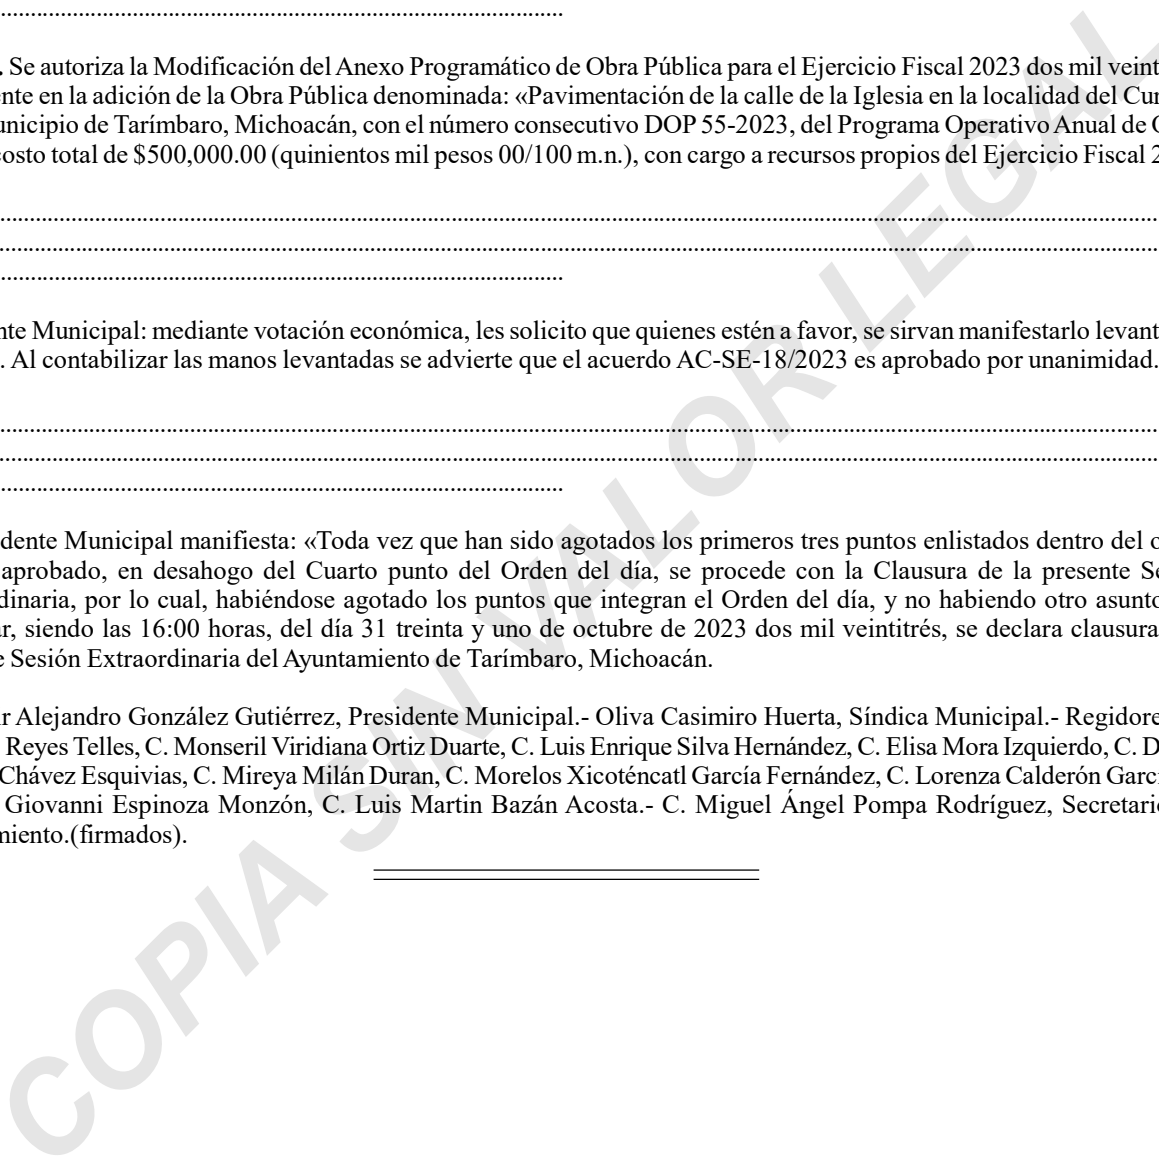 . Se autoriza la Modificación del Anexo Programático de Obra Pública para el Ejercicio Fiscal 2023 dos mil veint
nte en la adición de la Obra Pública denominada: «Pavimentación de la calle de la Iglesia en la localidad del Cu
unicipio de Tarímbaro, Michoacán, con el número consecutivo DOP 55-2023, del Programa Operativo Anual de
costo total de $500,000.00 (quinientos mil pesos 00/100 m.n.), con cargo a recursos propios del Ejercicio Fiscal 2
nte Municipal: mediante votación económica, les solicito que quienes estén a favor, se sirvan manifestarlo levant
. Al contabilizar las manos levantadas se advierte que el acuerdo AC-SE-18/2023 es aprobado por unanimidad.
dente Municipal manifiesta: «Toda vez que han sido agotados los primeros tres puntos enlistados dentro del o
aprobado, en desahogo del Cuarto punto del Orden del día, se procede con la Clausura de la presente Se
dinaria, por lo cual, habiéndose agotado los puntos que integran el Orden del día, y no habiendo otro asunto
ar, siendo las 16:00 horas, del día 31 treinta y uno de octubre de 2023 dos mil veintitrés, se declara clausura
e Sesión Extraordinaria del Ayuntamiento de Tarímbaro, Michoacán.
r Alejandro González Gutiérrez, Presidente Municipal.- Oliva Casimiro Huerta, Síndica Municipal.- Regidore
Reyes Telles, C. Monseril Viridiana Ortiz Duarte, C. Luis Enrique Silva Hernández, C. Elisa Mora Izquierdo, C. D
Chávez Esquivias, C. Mireya Milán Duran, C. Morelos Xicoténcatl García Fernández, C. Lorenza Calderón Garcí
Giovanni Espinoza Monzón, C. Luis Martin Bazán Acosta.- C. Miguel Ángel Pompa Rodríguez, Secretario
miento.(firmados).
COPIA SIN VALOR LEGAL